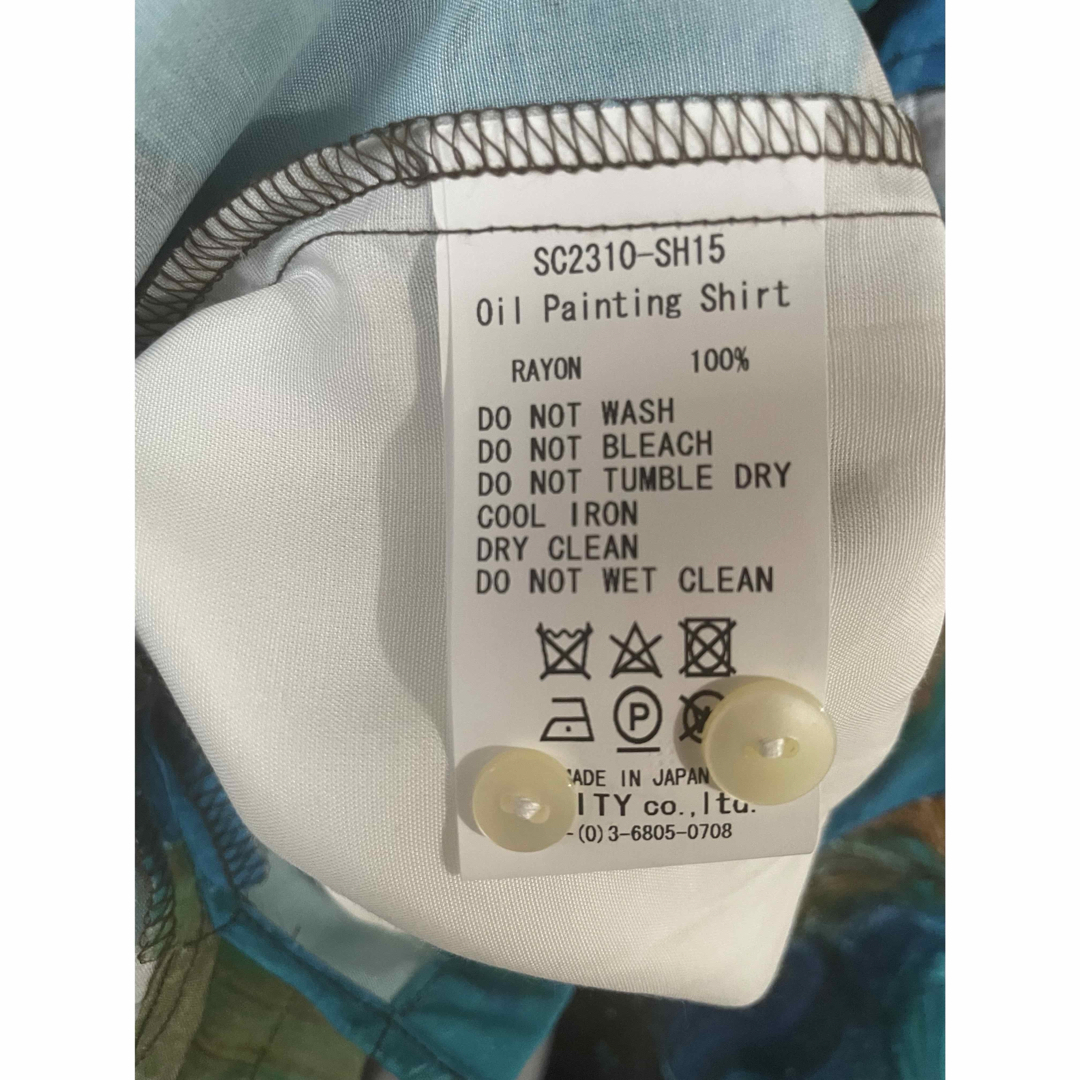 SC2310-SH15
Oil Painting Shirt
RAYON 100%
DO NOT WASH
DO NOT BLEACH
DO NOT TUMBLE DRY
COOL IRON
DRY CLEAN
DO NOT WET CLEAN
P
IN JAPAN
co.,ltd.
-(0)3-6805-0708